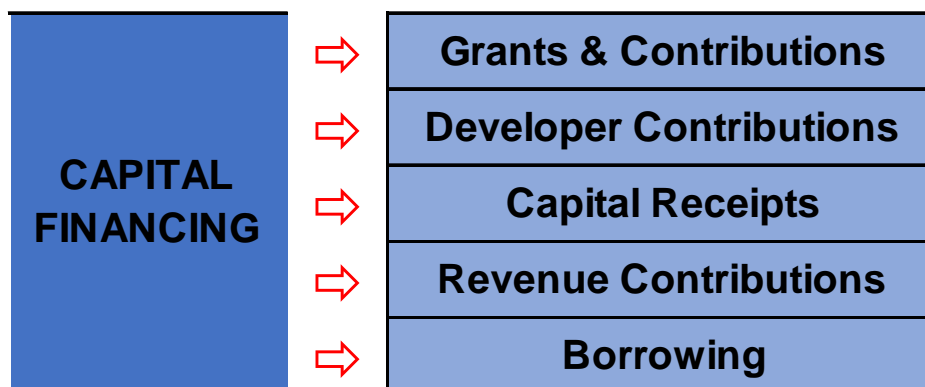 CAPITAL
FINANCING
Grants & Contributions
Developer Contributions
Capital Receipts
Revenue Contributions
Borrowing